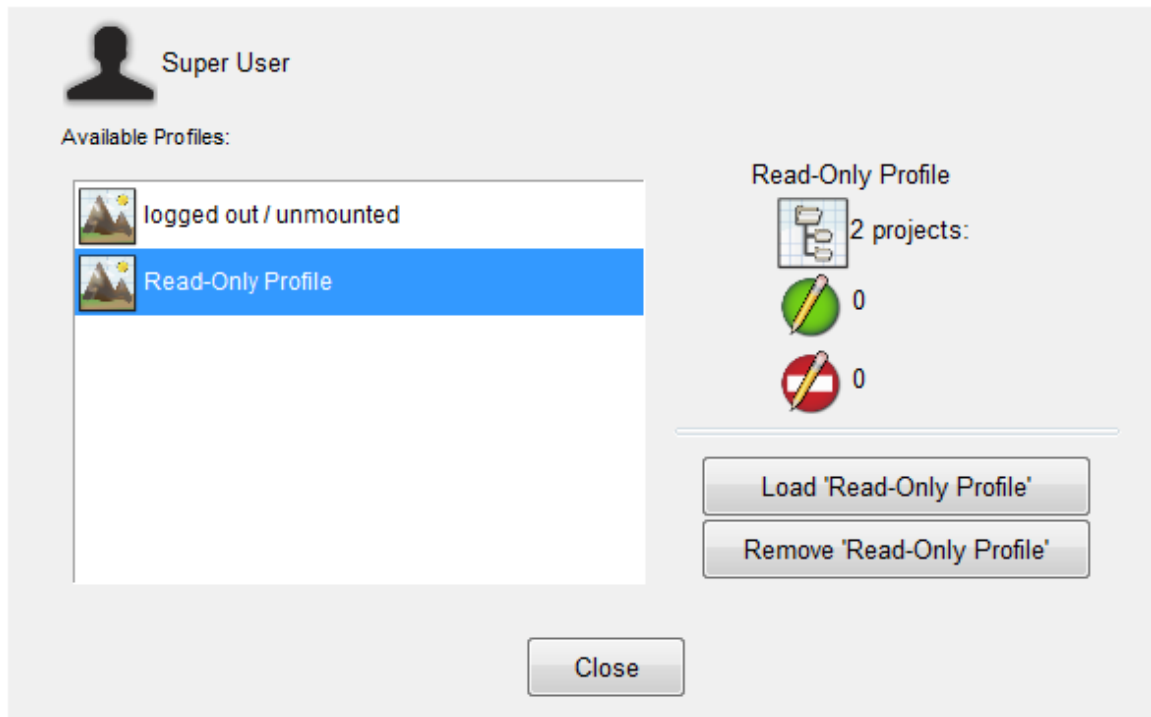 Super User
Available Profiles:
logged out / unmounted
Read-Only Profile
Read-Only Profile
2 projects:
0
0
Load 'Read-Only Profile'
Remove 'Read-Only Profile'
Close